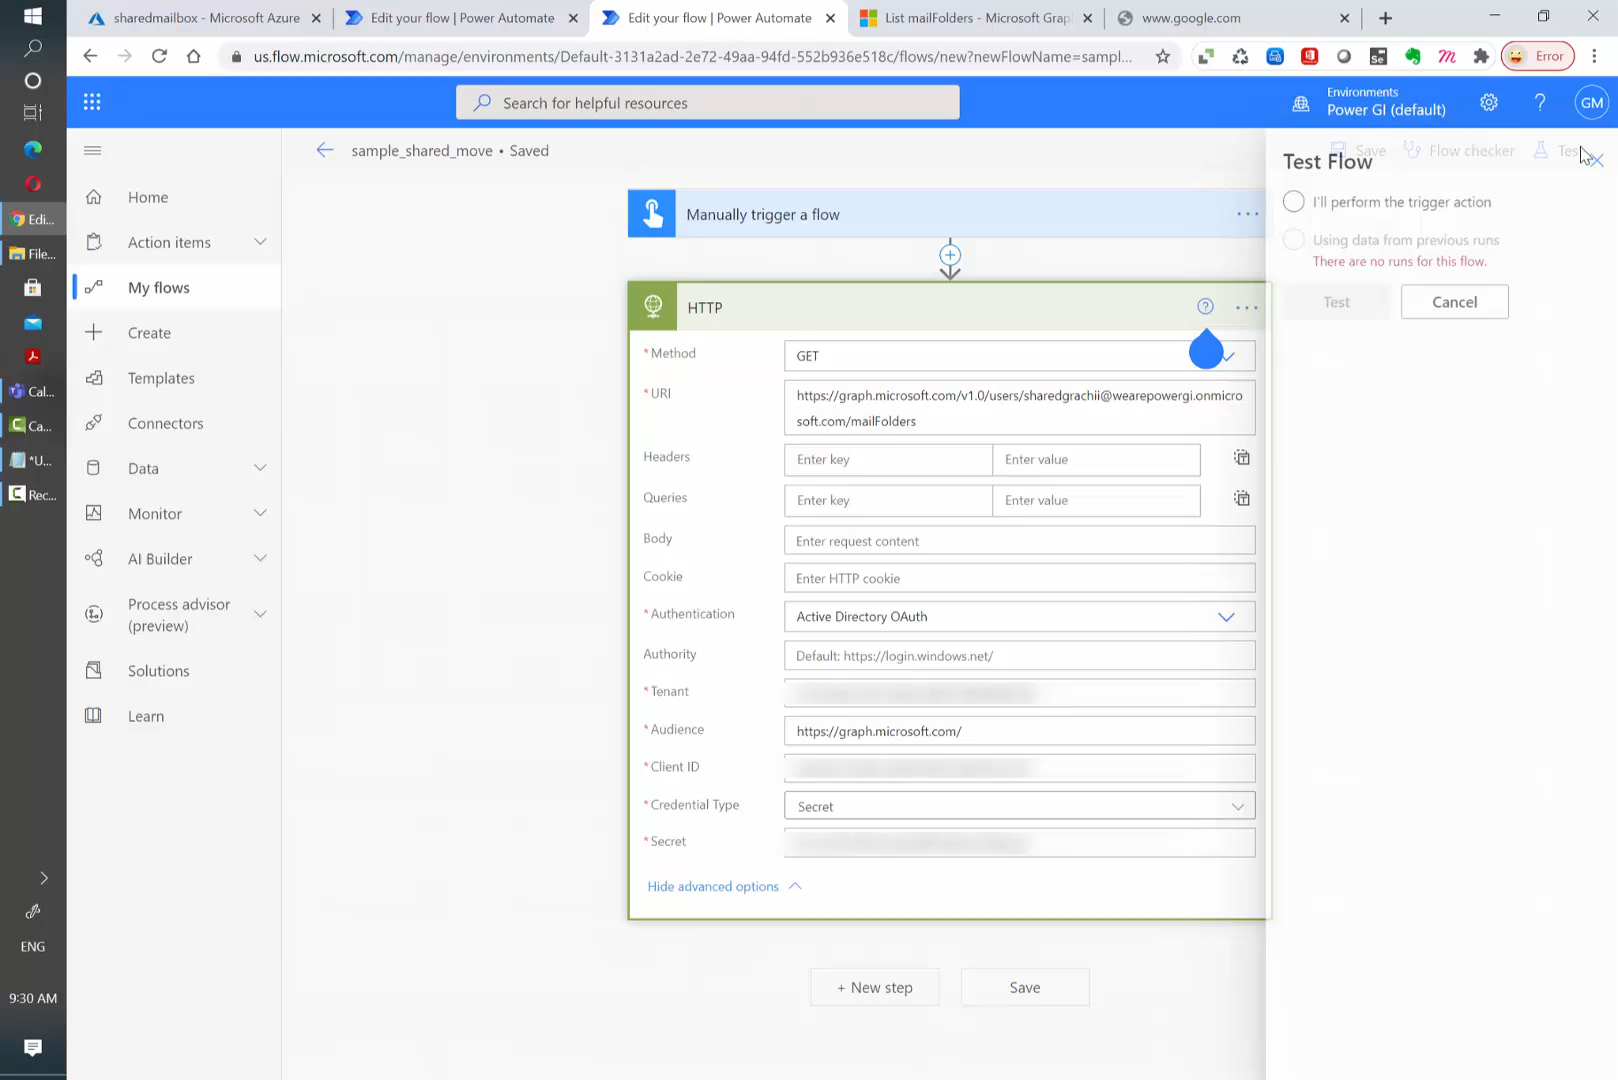 sharedmailbox - Microsoft Azure
Edit your flow | Power Automate
Edit your flow | Power Automate
List mailFolders - Microsoft Grap
www.google.com
us.flow.microsoft.com/manage/environments/Default-3131a2ad-2e72-49aa-94fd-552b936e518c/flows/new?newFlowName=sampl...
Error
Search for helpful resources
Environments
Power GI (default)
GM
sample_shared_move • Saved
Save
Flow checker
Tes
Home
Action items
My flows
Create
Templates
Connectors
Data
Monitor
AI Builder
Process advisor
(preview)
Solutions
Learn
Edi...
File...
Cal...
Ca...
*U...
Rec...
ENG
9:30 AM
Manually trigger a flow
HTTP
* Method
GET
* URI
https://graph.microsoft.com/v1.0/users/sharedgrachii@wearepowergi.onmicro
soft.com/mailFolders
Headers
Enter key
Enter value
Queries
Enter key
Enter value
Body
Enter request content
Cookie
Enter HTTP cookie
* Authentication
Active Directory OAuth
Authority
Default: https://login.windows.net/
* Tenant
* Audience
https://graph.microsoft.com/
* Client ID
* Credential Type
Secret
* Secret
Hide advanced options
+ New step
Save
Test Flow
I'll perform the trigger action
Using data from previous runs
There are no runs for this flow.
Test
Cancel